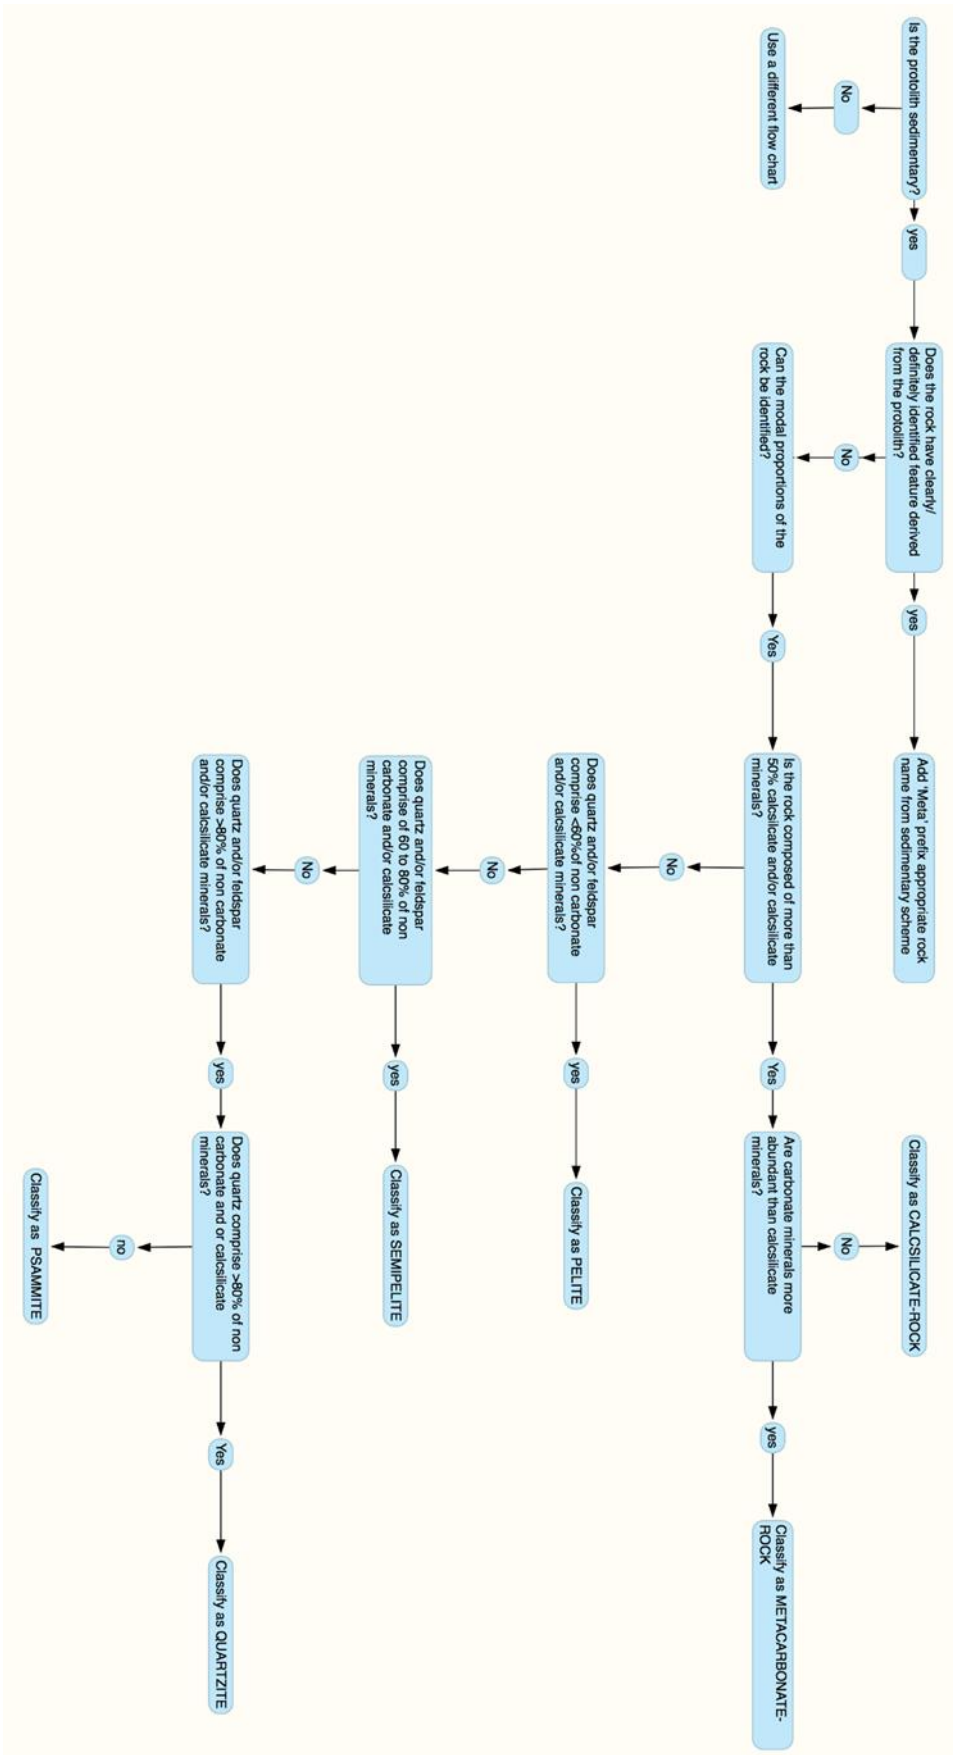 Is the protolith sedimentary?
No
Use a different flow chart
yes
Does the rock have clearly/
definitely identified feature derived
from the protolith?
No
yes
Add 'Meta' prefix appropriate rock
name from sedimentary scheme
Can the modal proportions of the
rock be identified?
Yes
Is the rock composed of more than
50% calcsilcate and/or calcsilicate
minerals?
Yes
Are carbonate minerals more
abundant than calcsilicate
minerals?
No
Classify as CALCSILICATE-ROCK
yes
Classify as METACARBONATE-
ROCK
No
Does quartz and/or feldspar
comprise <60%of non carbonate
and/or calcsilicate minerals?
yes
Classify as PELITE
No
Does quartz and/or feldspar
comprise of 60 to 80% of non
carbonate and/or calcsilicate
minerals?
yes
Classify as SEMIPELITE
No
Does quartz and/or feldspar
comprise >80% of non carbonate
and/or calcsilicate minerals?
yes
Does quartz comprise >80% of non
carbonate and or calcsilicate
minerals?
Yes
Classify as QUARTZITE
no
Classify as PSAMMITE